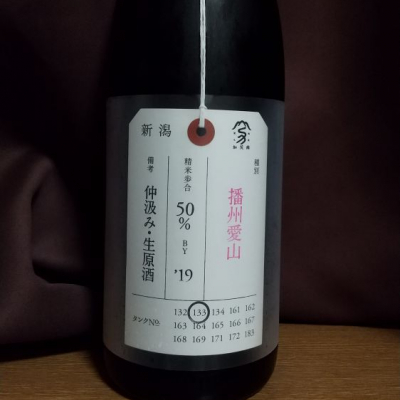 新潟
種別
播州愛山
精米歩合
50%
BY
'19
備考
仲汲み・生原酒
タンクNo.
132 133 134 161 162
163 164 165 166 167
168 169 171 172 185